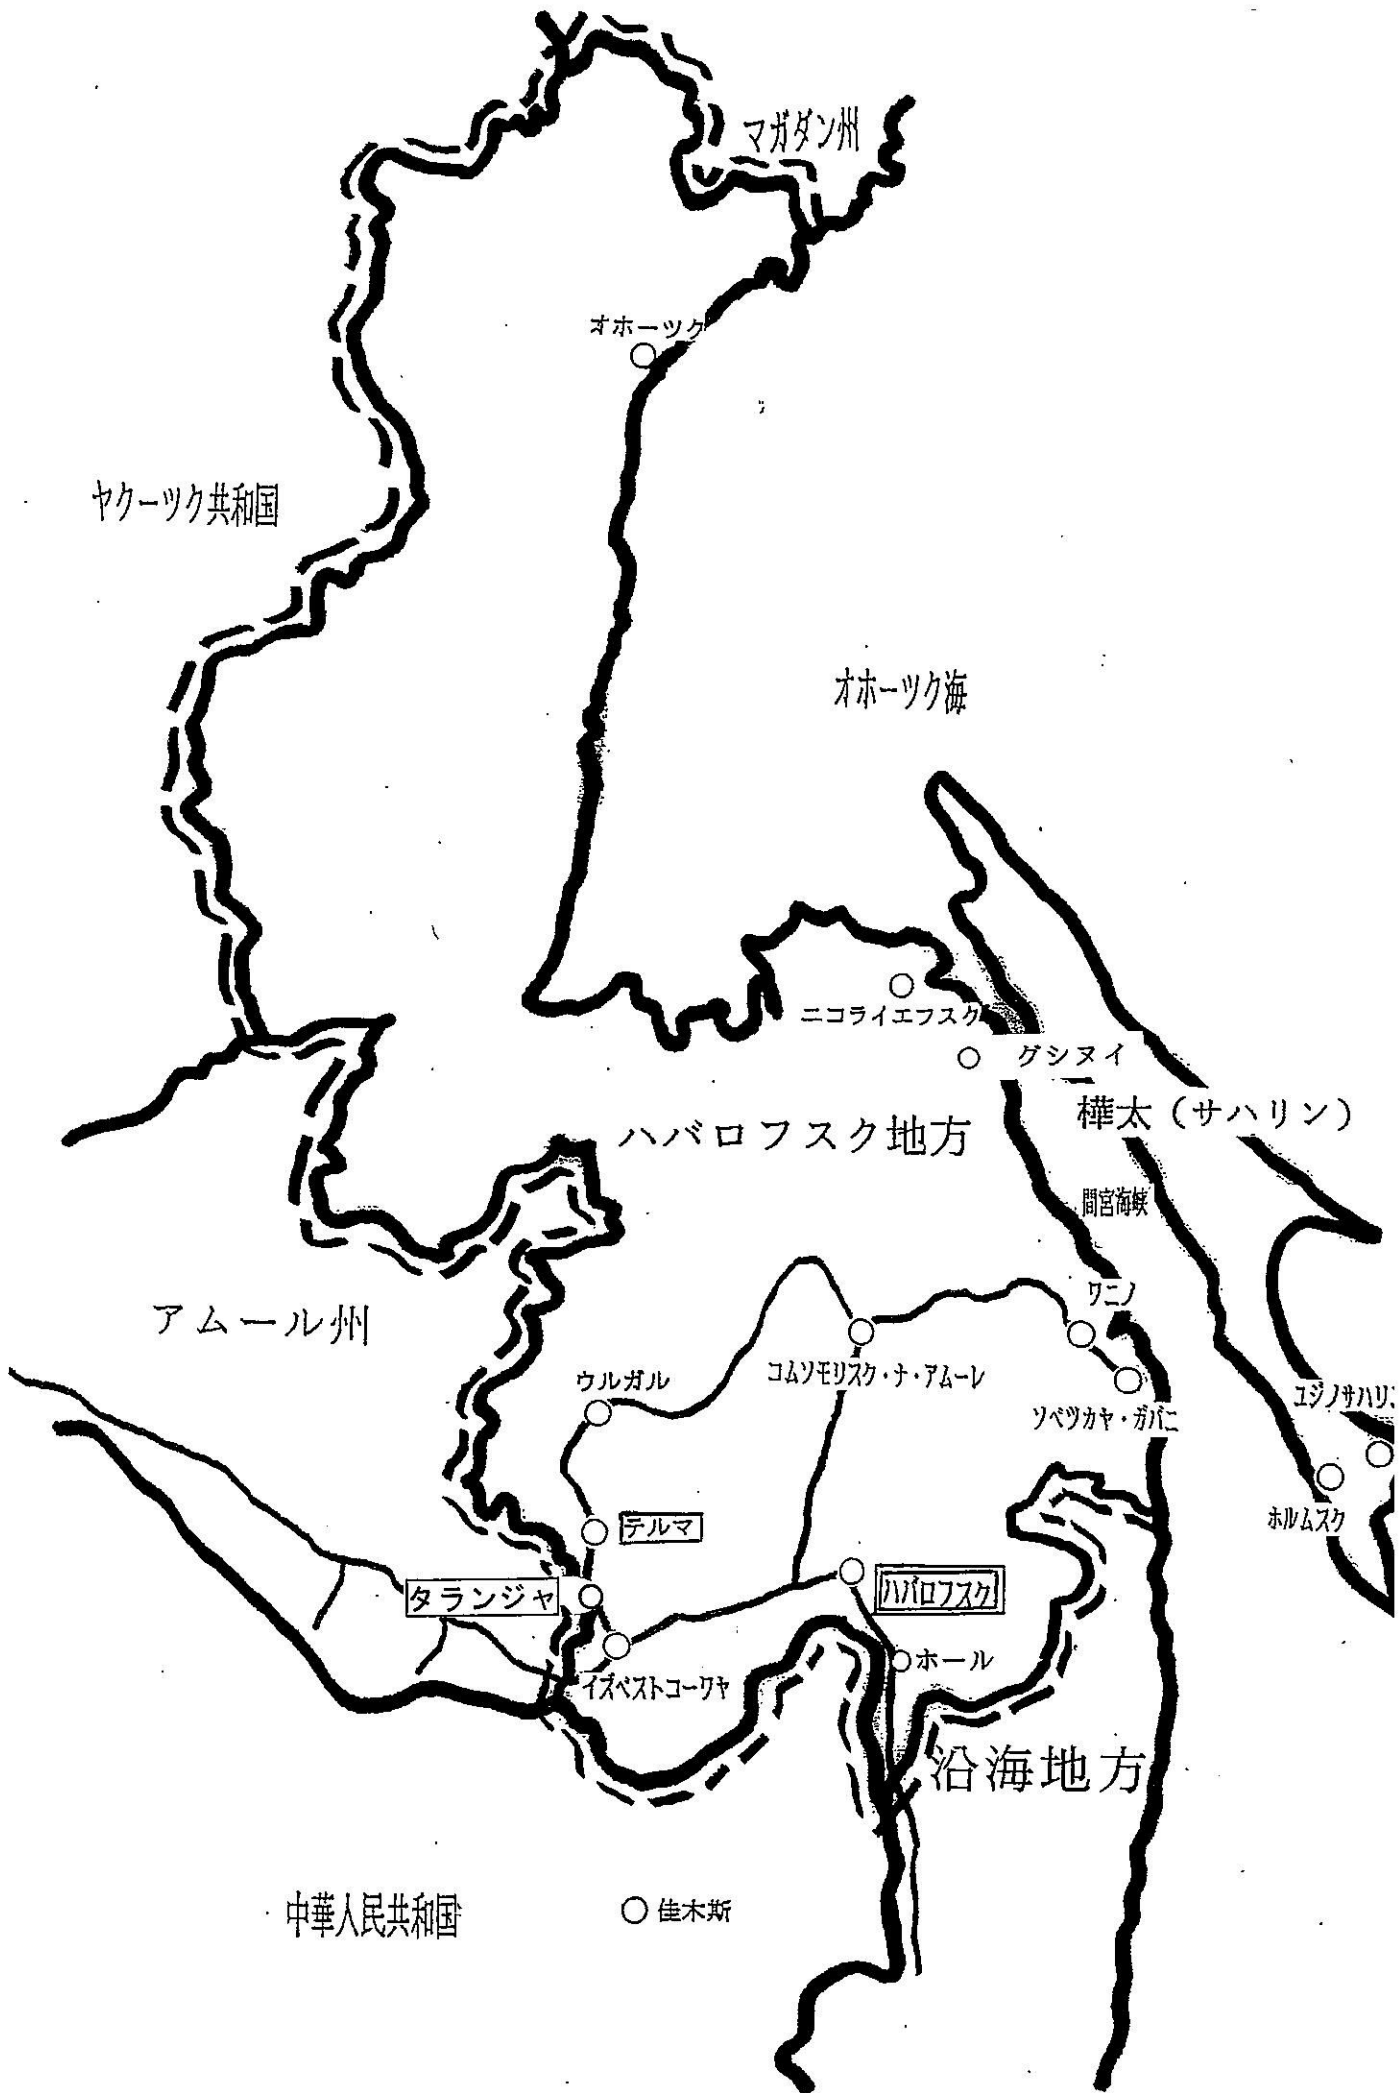 マガダン州
オホーツク
ヤクーツク共和国
オホーツク海
ニコライエフスク
グシヌイ
樺太（サハリン）
ハバロフスク地方
間宮海峡
ワニノ
アムール州
コムソモリスク・ナ・アムーレ
ウルガル
ユジノサハリ
ソベツカヤ・ガバニ
ホルムスク
テルマ
タランジャ
ハバロフスク
ホール
イズベストコーワヤ
沿海地方
中華人民共和国
佳木斯